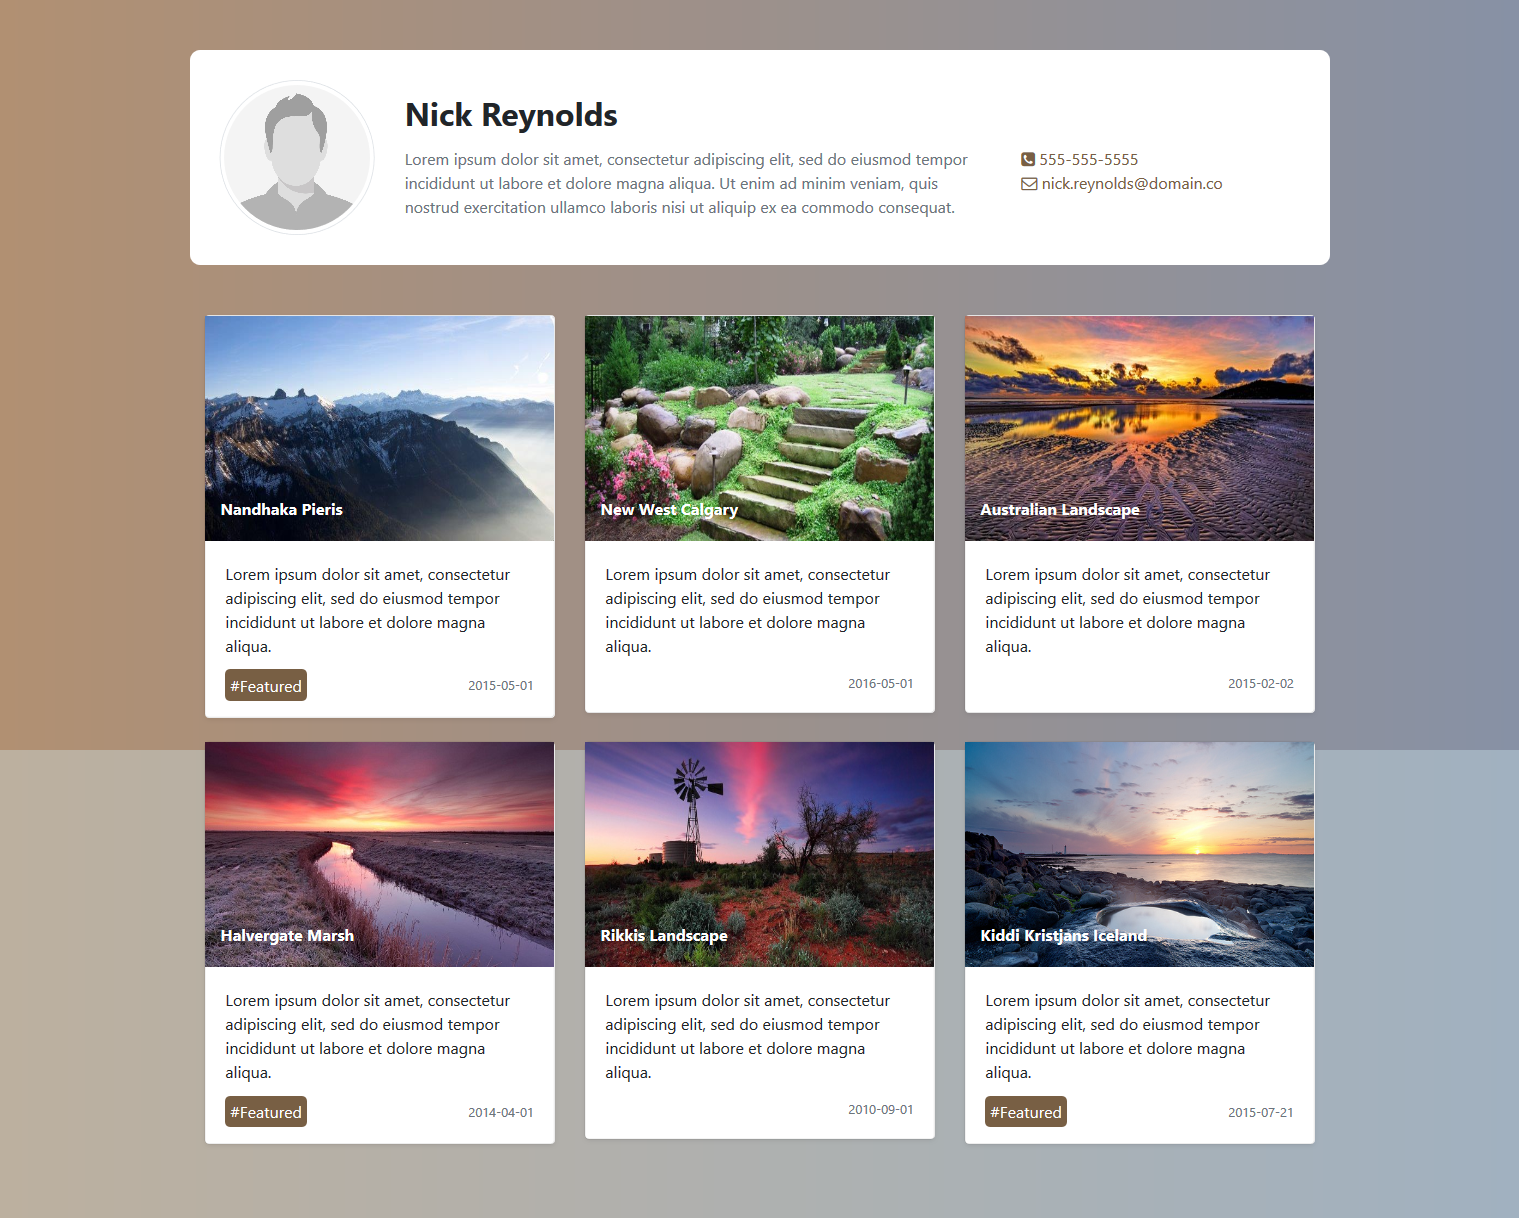 Nick Reynolds
Lorem ipsum dolor sit amet, consectetur adipiscing elit, sed do eiusmod tempor
incididunt ut labore et dolore magna aliqua. Ut enim ad minim veniam, quis
nostrud exercitation ullamco laboris nisi ut aliquip ex ea commodo consequat.
555-555-5555
nick.reynolds@domain.co
Nandhaka Pieris
Lorem ipsum dolor sit amet, consectetur
adipiscing elit, sed do eiusmod tempor
incididunt ut labore et dolore magna
aliqua.
#Featured
2015-05-01
New West Calgary
Lorem ipsum dolor sit amet, consectetur
adipiscing elit, sed do eiusmod tempor
incididunt ut labore et dolore magna
aliqua.
2016-05-01
Australian Landscape
Lorem ipsum dolor sit amet, consectetur
adipiscing elit, sed do eiusmod tempor
incididunt ut labore et dolore magna
aliqua.
2015-02-02
Halvergate Marsh
Lorem ipsum dolor sit amet, consectetur
adipiscing elit, sed do eiusmod tempor
incididunt ut labore et dolore magna
aliqua.
#Featured
2014-04-01
Rikkis Landscape
Lorem ipsum dolor sit amet, consectetur
adipiscing elit, sed do eiusmod tempor
incididunt ut labore et dolore magna
aliqua.
2010-09-01
Kiddi Kristjans Iceland
Lorem ipsum dolor sit amet, consectetur
adipiscing elit, sed do eiusmod tempor
incididunt ut labore et dolore magna
aliqua.
#Featured
2015-07-21